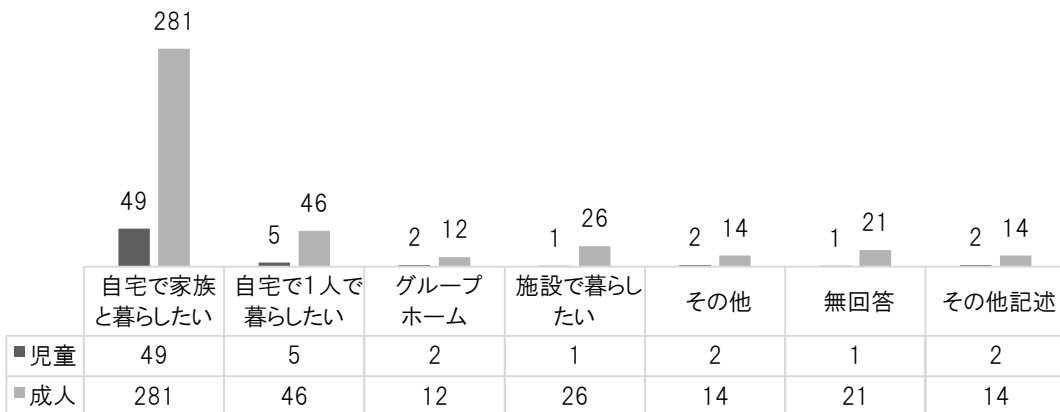 281
49
5
46
2
12
1
26
2
14
1
21
2
14
自宅で家族
と暮らしたい
自宅で1人で
暮らしたい
グループ
ホーム
施設で暮らし
たい
その他
無回答
その他記述
児童 49 5 2 1 2 1 2
成人 281 46 12 26 14 21 14